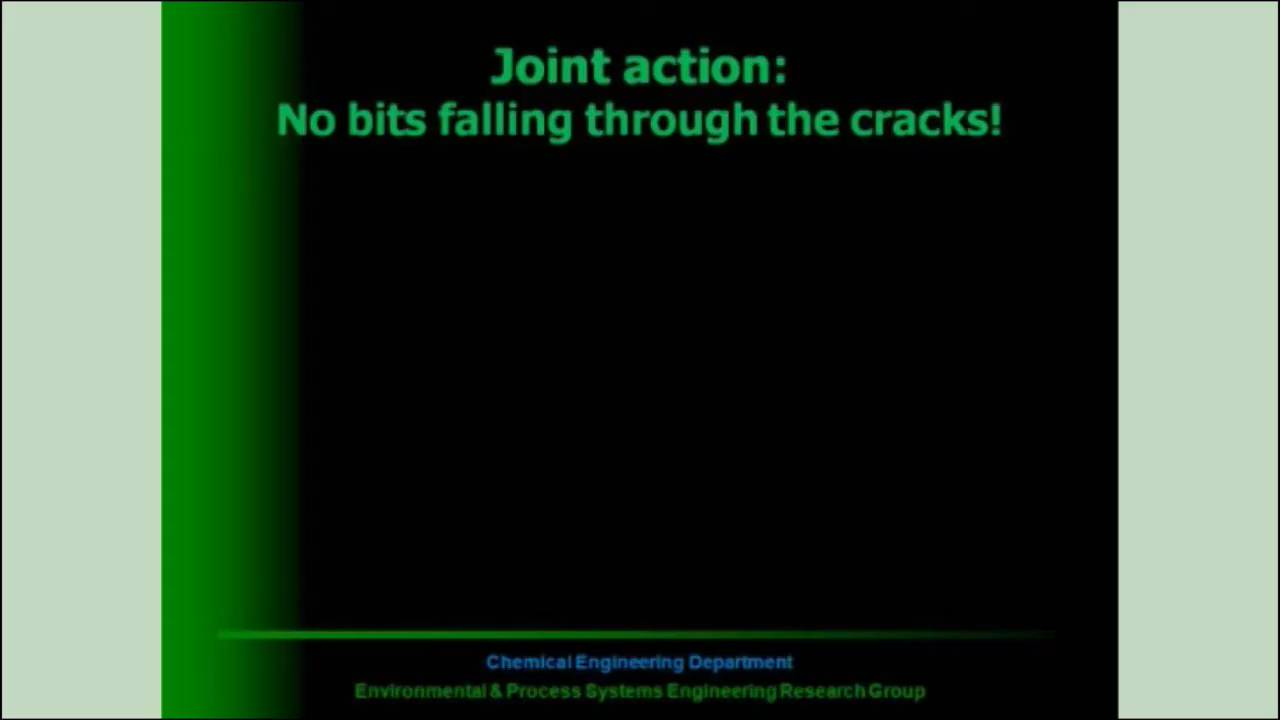 Joint action:
No bits falling through the cracks!
Chemical Engineering Department
Environmental & Process Systems Engineering Research Group